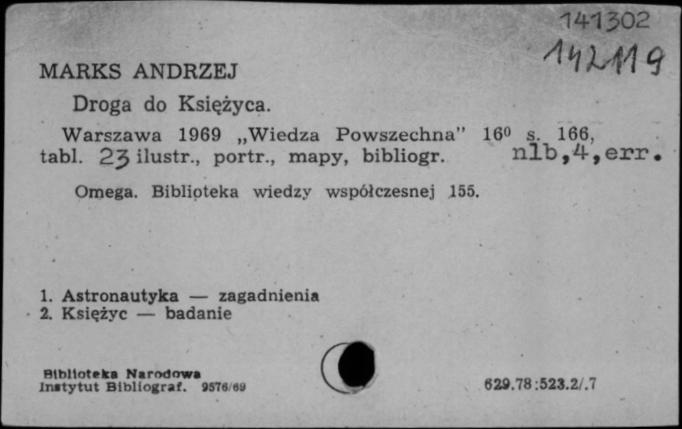 141302
142119
MARKS ANDRZEJ
Droga do Księżyca.
Warszawa 1969 „Wiedza Powszechna” 16⁰ s. 166,
tabl. 23 ilustr., portr., mapy, bibliogr. nlb,4,err.
Omega. Biblioteka wiedzy współczesnej 155.
1. Astronautyka — zagadnienia
2. Księżyc — badanie
Biblioteka Narodowa
Instytut Bibliograf. 9576/69
629.78:523.2/.7